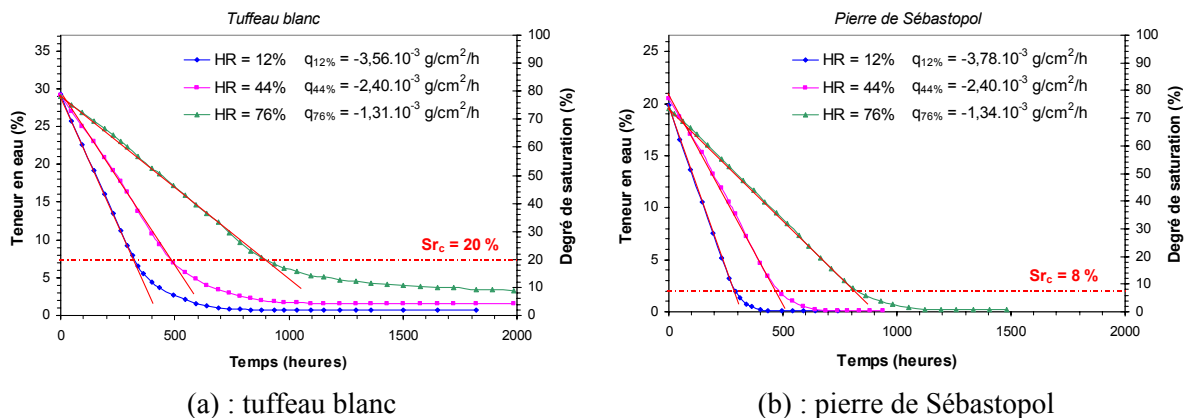 Tuffeau blanc
HR = 12% q12% = -3,56.10⁻³ g/cm²/h
HR = 44% q44% = -2,40.10⁻³ g/cm²/h
HR = 76% q76% = -1,31.10⁻³ g/cm²/h
Teneur en eau (%)
35
30
25
20
15
10
5
0
Degré de saturation (%)
100
90
80
70
60
50
40
30
20
10
0
Src = 20 %
0 500 1000 1500 2000
Temps (heures)
(a) : tuffeau blanc
Pierre de Sébastopol
HR = 12% q12% = -3,78.10⁻³ g/cm²/h
HR = 44% q44% = -2,40.10⁻³ g/cm²/h
HR = 76% q76% = -1,34.10⁻³ g/cm²/h
Teneur en eau (%)
25
20
15
10
5
0
Degré de saturation (%)
100
90
80
70
60
50
40
30
20
10
0
Src = 8 %
0 500 1000 1500 2000
Temps (heures)
(b) : pierre de Sébastopol